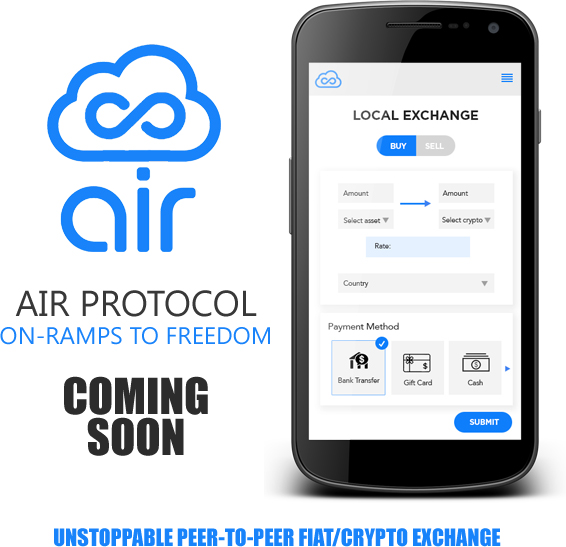 air
AIR PROTOCOL
ON-RAMPS TO FREEDOM
COMING
SOON
LOCAL EXCHANGE
BUY SELL
Amount Amount
Select asset Select crypto
Rate:
Country
Payment Method
Bank Transfer Gift Card Cash
SUBMIT
UNSTOPPABLE PEER-TO-PEER FIAT/CRYPTO EXCHANGE